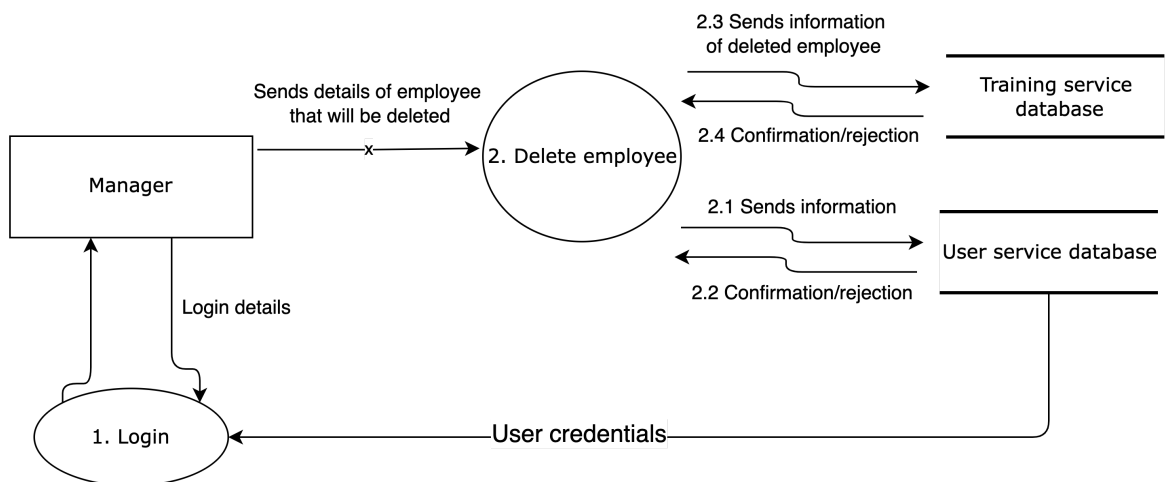 2.3 Sends information
of deleted employee
Sends details of employee
that will be deleted
x
Training service
database
2.4 Confirmation/rejection
2. Delete employee
Manager
2.1 Sends information
User service database
2.2 Confirmation/rejection
Login details
1. Login
User credentials